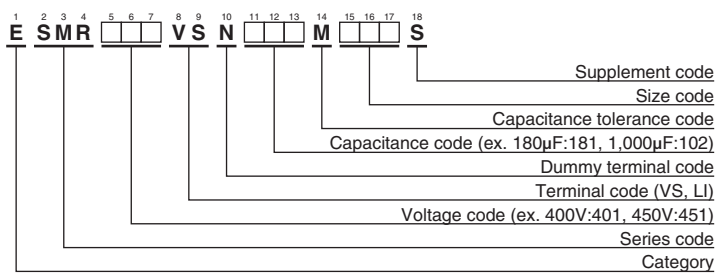 1 2 3 4 5 6 7 8 9 10 11 12 13 14 15 16 17 18
E SMR □□□ VS N □□□ M □□□ S
Supplement code
Size code
Capacitance tolerance code
Capacitance code (ex. 180µF:181, 1,000µF:102)
Dummy terminal code
Terminal code (VS, LI)
Voltage code (ex. 400V:401, 450V:451)
Series code
Category